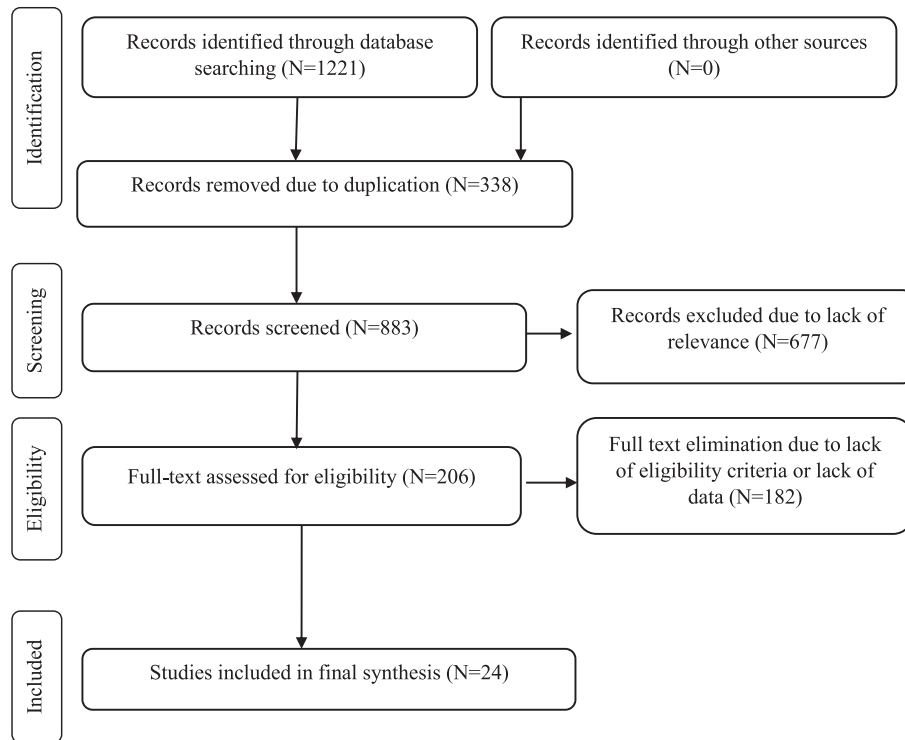 Identification
Records identified through database
searching (N=1221)
Records identified through other sources
(N=0)
Records removed due to duplication (N=338)
Screening
Records screened (N=883)
Records excluded due to lack of
relevance (N=677)
Eligibility
Full-text assessed for eligibility (N=206)
Full text elimination due to lack
of eligibility criteria or lack of
data (N=182)
Included
Studies included in final synthesis (N=24)